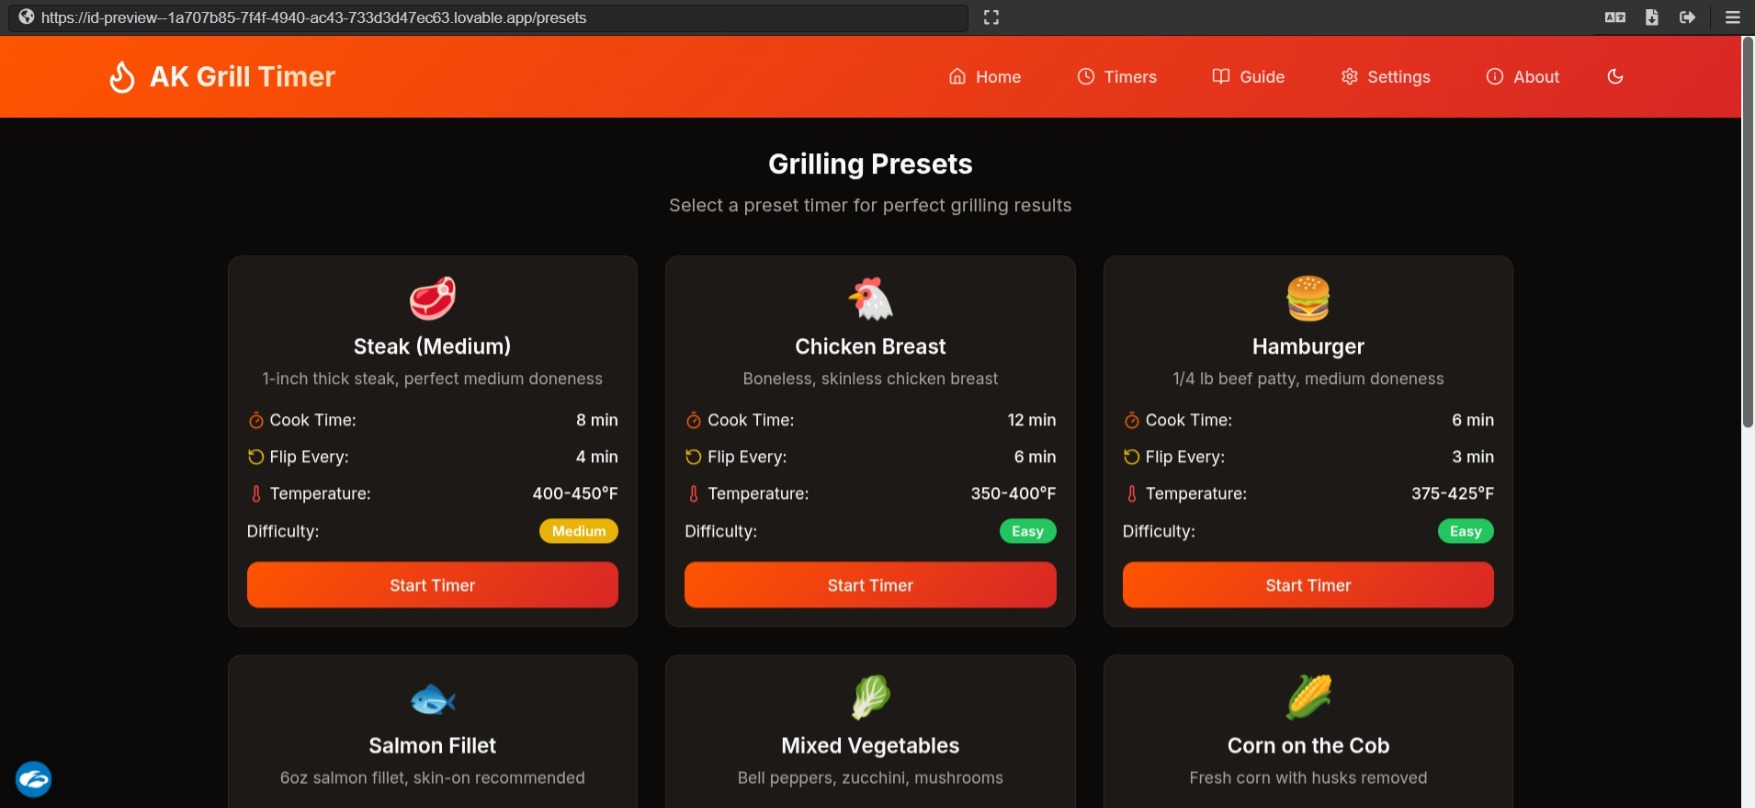 https://id-preview--1a707b85-7f4f-4940-ac43-733d3d47ec63.lovable.app/presets
AK Grill Timer
Home
Timers
Guide
Settings
About
Grilling Presets
Select a preset timer for perfect grilling results
Steak (Medium)
1-inch thick steak, perfect medium doneness
Cook Time: 8 min
Flip Every: 4 min
Temperature: 400-450°F
Difficulty: Medium
Start Timer
Chicken Breast
Boneless, skinless chicken breast
Cook Time: 12 min
Flip Every: 6 min
Temperature: 350-400°F
Difficulty: Easy
Start Timer
Hamburger
1/4 lb beef patty, medium doneness
Cook Time: 6 min
Flip Every: 3 min
Temperature: 375-425°F
Difficulty: Easy
Start Timer
Salmon Fillet
6oz salmon fillet, skin-on recommended
Mixed Vegetables
Bell peppers, zucchini, mushrooms
Corn on the Cob
Fresh corn with husks removed